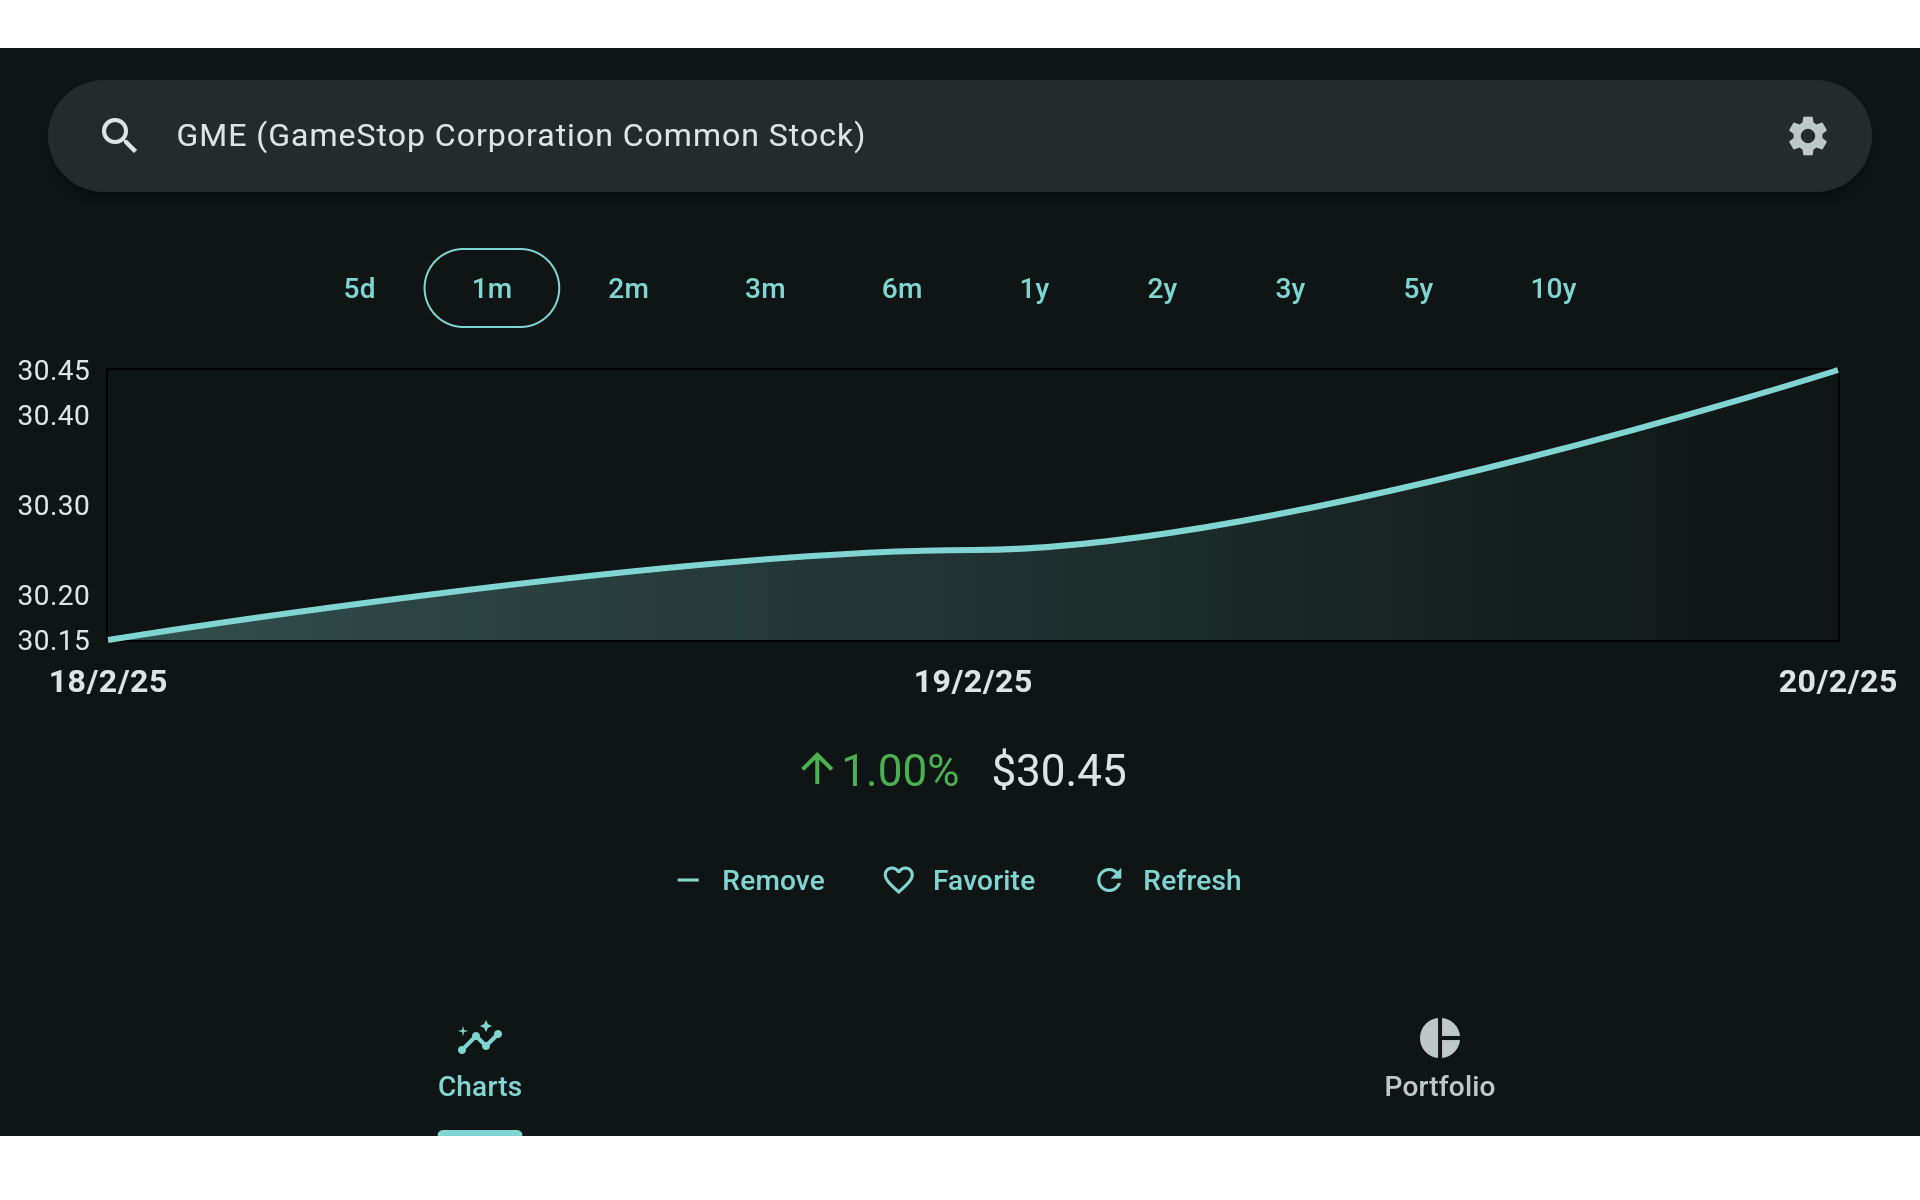 GME (GameStop Corporation Common Stock)
5d 1m 2m 3m 6m 1y 2y 3y 5y 10y
30.45
30.40
30.30
30.20
30.15
18/2/25 19/2/25 20/2/25
1.00% $30.45
Remove Favorite Refresh
Charts Portfolio